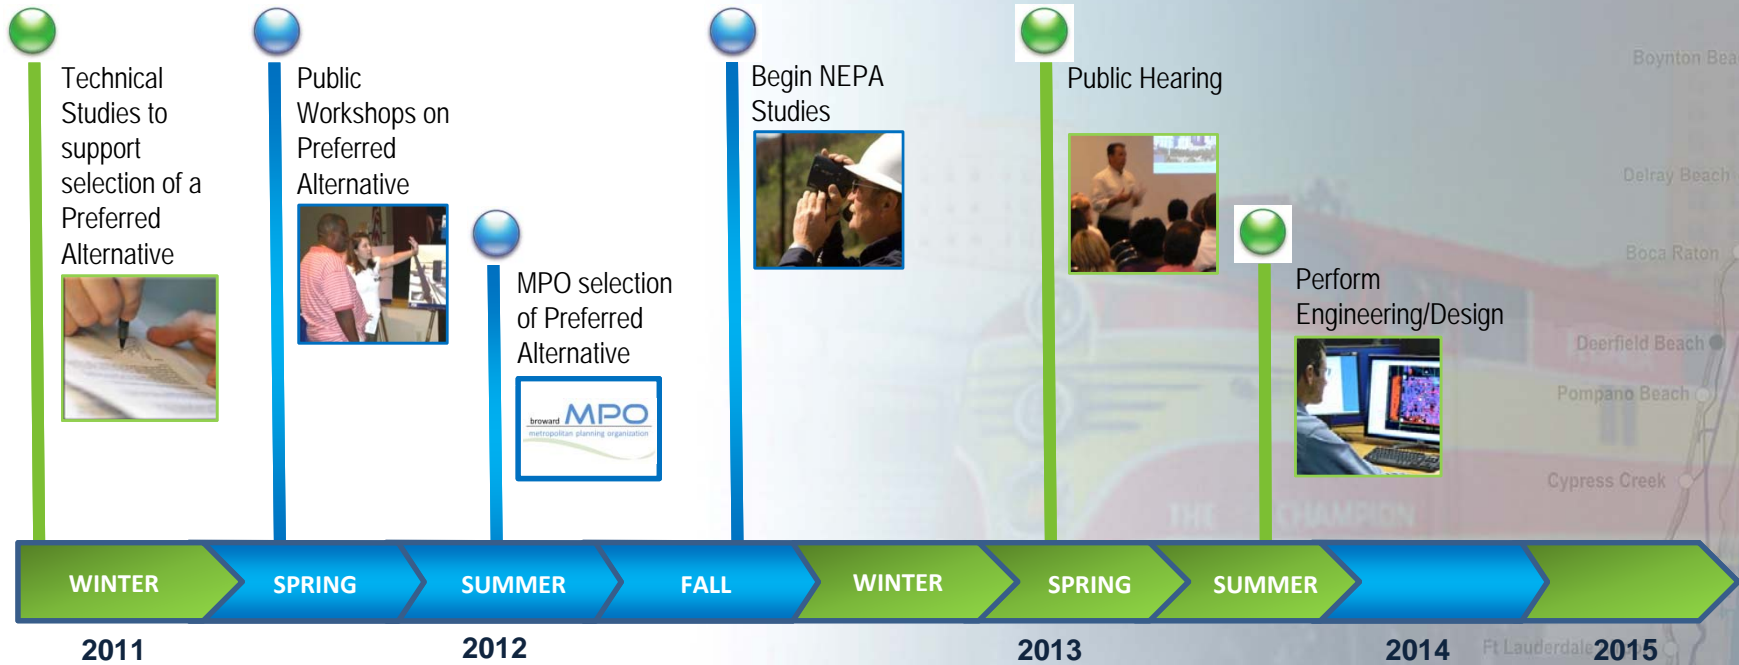 Technical
Studies to
support
selection of a
Preferred
Alternative
Public
Workshops on
Preferred
Alternative
MPO selection
of Preferred
Alternative
broward MPO
metropolitan planning organization
Begin NEPA
Studies
Public Hearing
Perform
Engineering/Design
Boynton Bea
Delray Beach
Boca Raton
Deerfield Beach
Pompano Beach
Cypress Creek
THE CHAMPION
WINTER
SPRING
SUMMER
FALL
WINTER
SPRING
SUMMER
2011
2012
2013
2014
2015
Ft Lauderdale